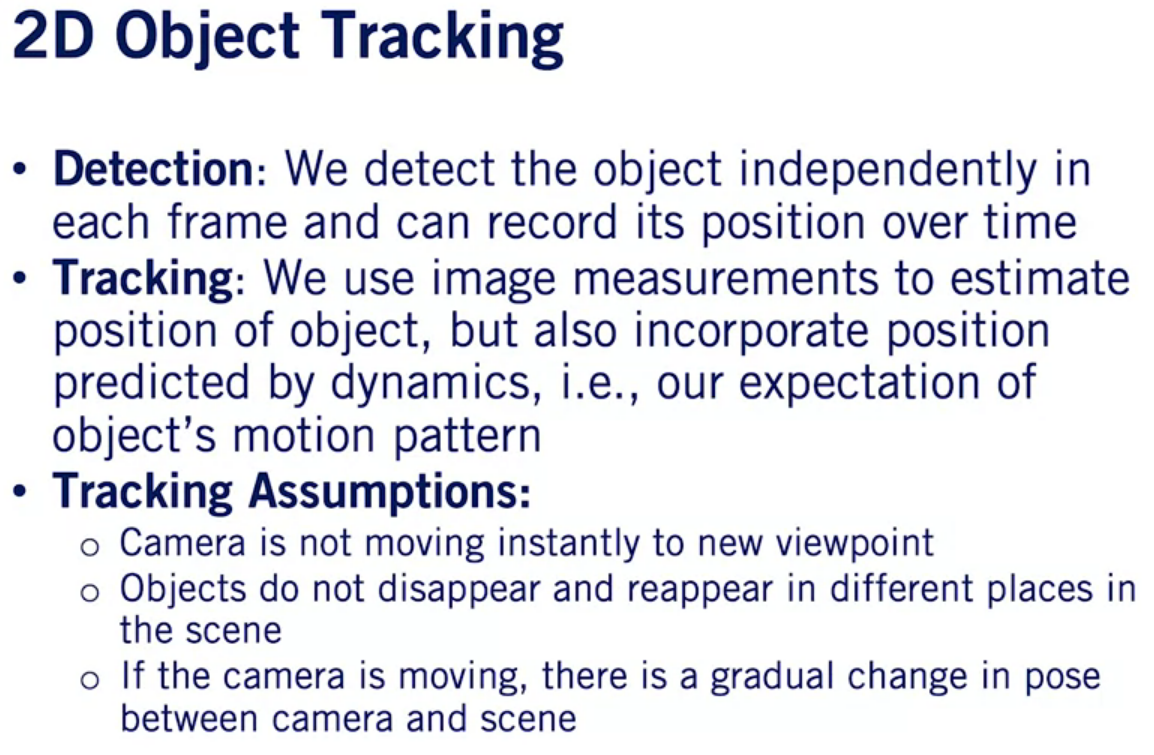 2D Object Tracking
• Detection: We detect the object independently in
each frame and can record its position over time
• Tracking: We use image measurements to estimate
position of object, but also incorporate position
predicted by dynamics, i.e., our expectation of
object's motion pattern
• Tracking Assumptions:
o Camera is not moving instantly to new viewpoint
o Objects do not disappear and reappear in different places in
the scene
o If the camera is moving, there is a gradual change in pose
between camera and scene